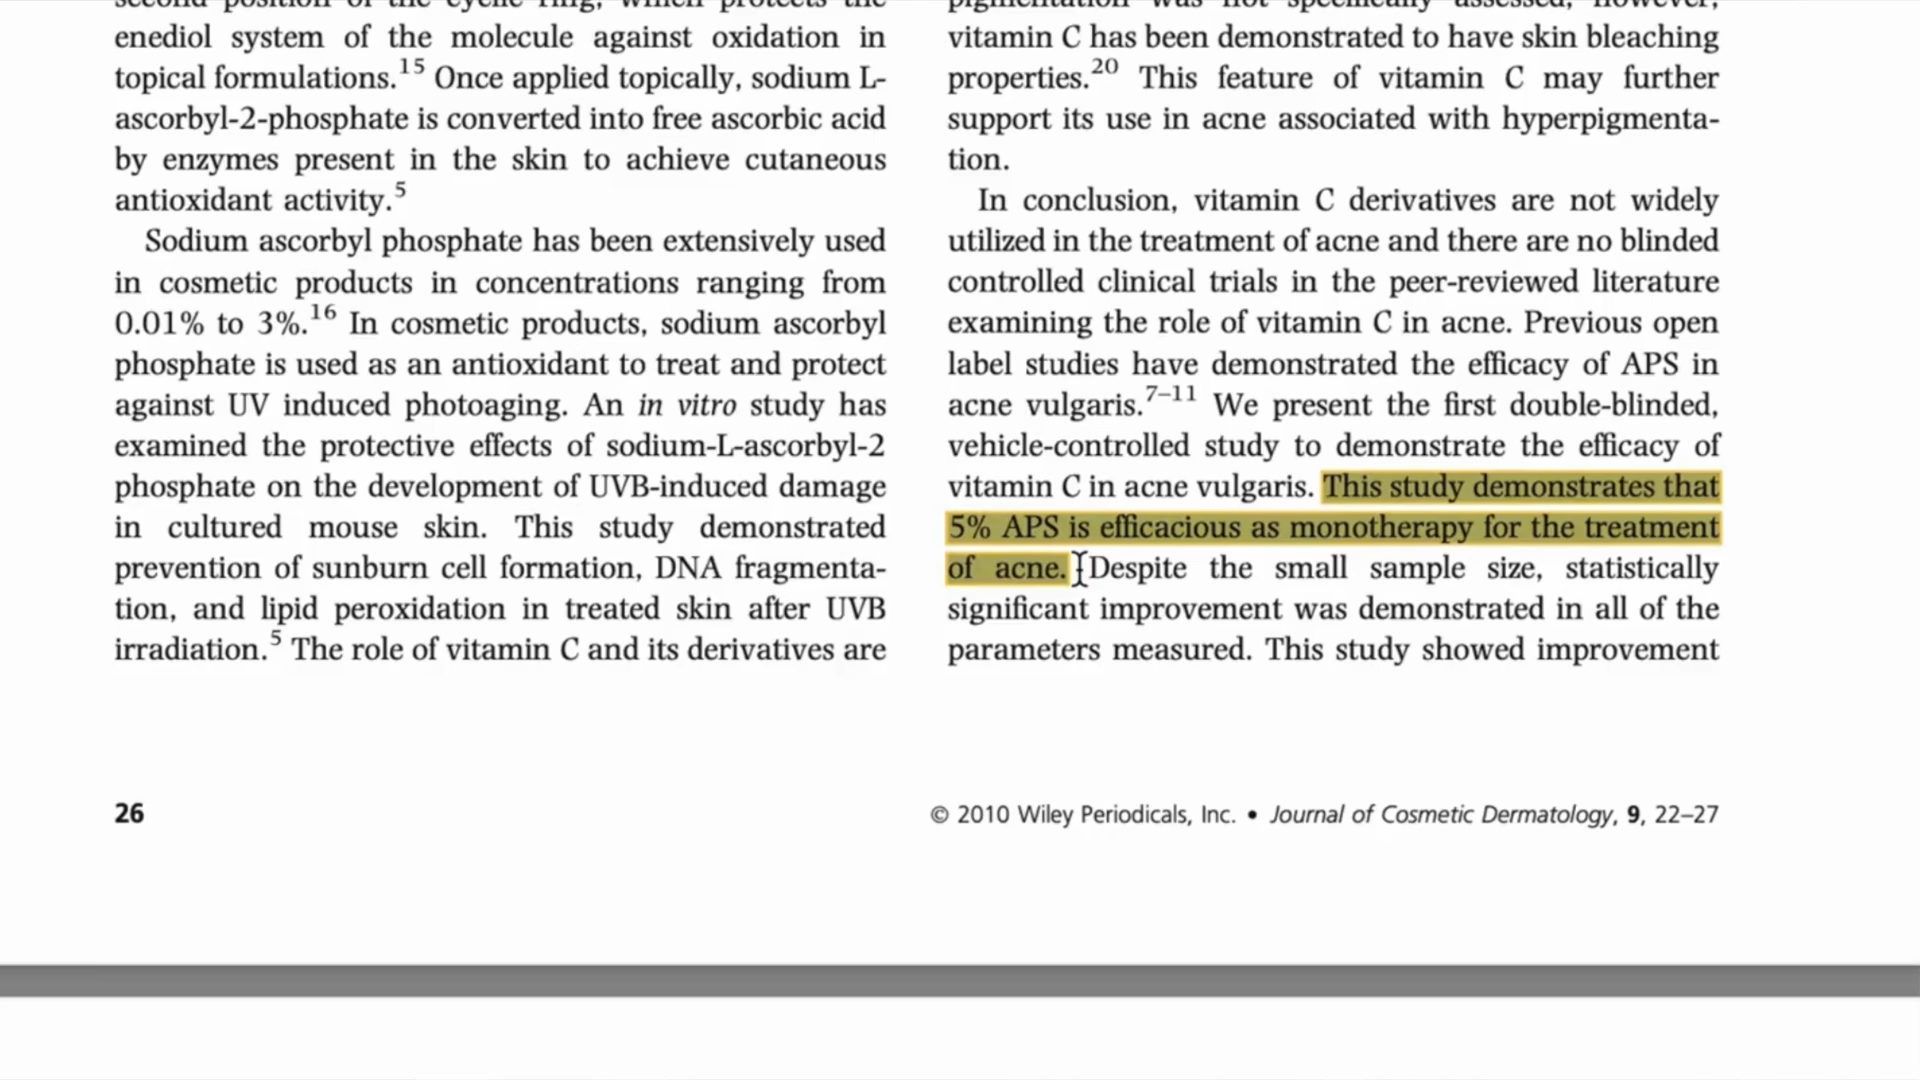 second position of the cyclic ring, which protects the
enediol system of the molecule against oxidation in
topical formulations.15 Once applied topically, sodium L-
ascorbyl-2-phosphate is converted into free ascorbic acid
by enzymes present in the skin to achieve cutaneous
antioxidant activity.5
Sodium ascorbyl phosphate has been extensively used
in cosmetic products in concentrations ranging from
0.01% to 3%.16 In cosmetic products, sodium ascorbyl
phosphate is used as an antioxidant to treat and protect
against UV induced photoaging. An in vitro study has
examined the protective effects of sodium-L-ascorbyl-2
phosphate on the development of UVB-induced damage
in cultured mouse skin. This study demonstrated
prevention of sunburn cell formation, DNA fragmenta-
tion, and lipid peroxidation in treated skin after UVB
irradiation.5 The role of vitamin C and its derivatives are
pigmentation was not specifically assessed, however,
vitamin C has been demonstrated to have skin bleaching
properties.20 This feature of vitamin C may further
support its use in acne associated with hyperpigmenta-
tion.
In conclusion, vitamin C derivatives are not widely
utilized in the treatment of acne and there are no blinded
controlled clinical trials in the peer-reviewed literature
examining the role of vitamin C in acne. Previous open
label studies have demonstrated the efficacy of APS in
acne vulgaris.7–11 We present the first double-blinded,
vehicle-controlled study to demonstrate the efficacy of
vitamin C in acne vulgaris. This study demonstrates that
5% APS is efficacious as monotherapy for the treatment
of acne. Despite the small sample size, statistically
significant improvement was demonstrated in all of the
parameters measured. This study showed improvement
26
© 2010 Wiley Periodicals, Inc. • Journal of Cosmetic Dermatology, 9, 22–27